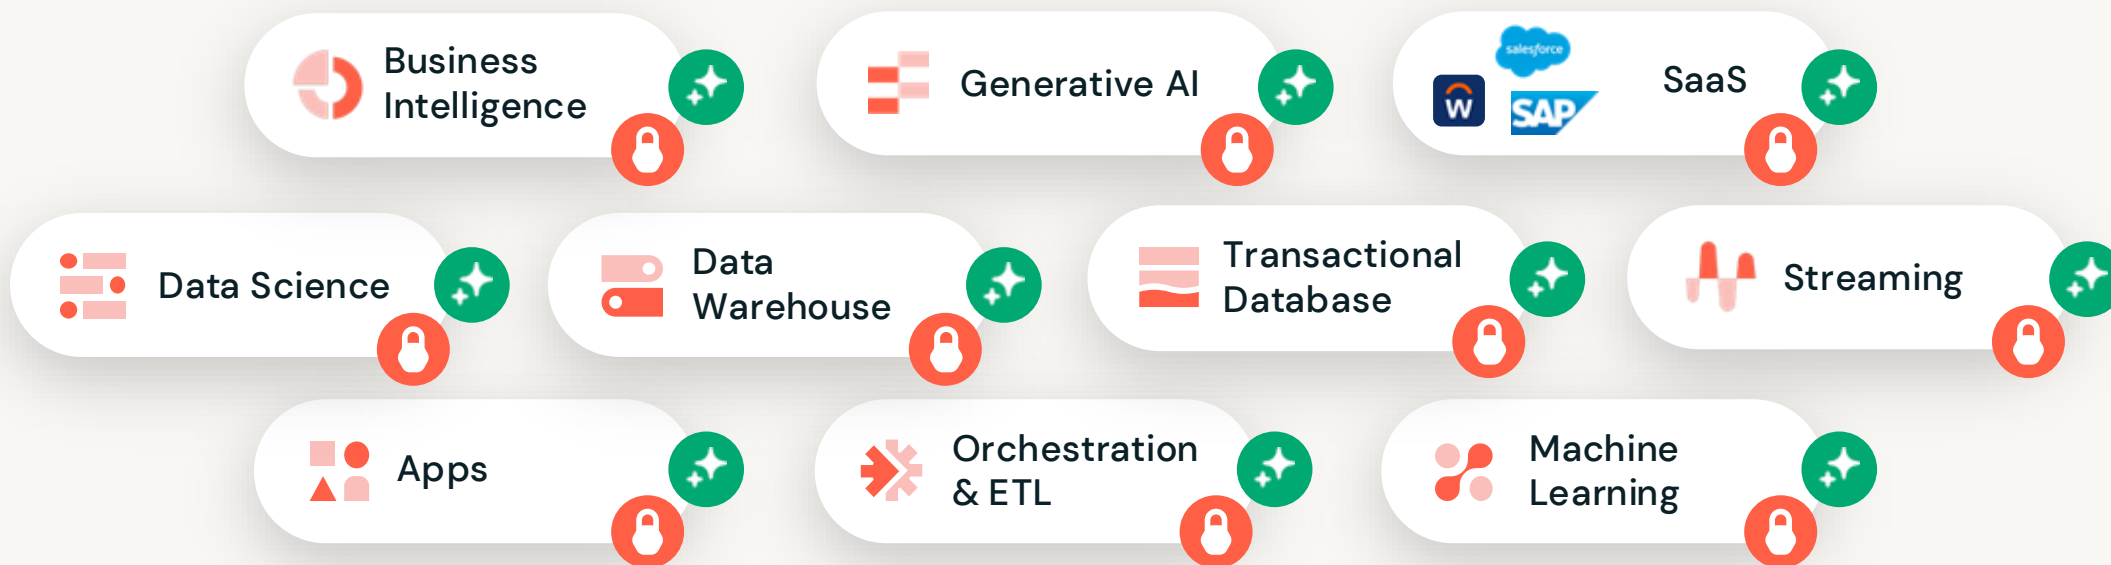 Business
Intelligence
Generative AI
salesforce
W
SAP
SaaS
Data Science
Data
Warehouse
Transactional
Database
Streaming
Apps
Orchestration
& ETL
Machine
Learning